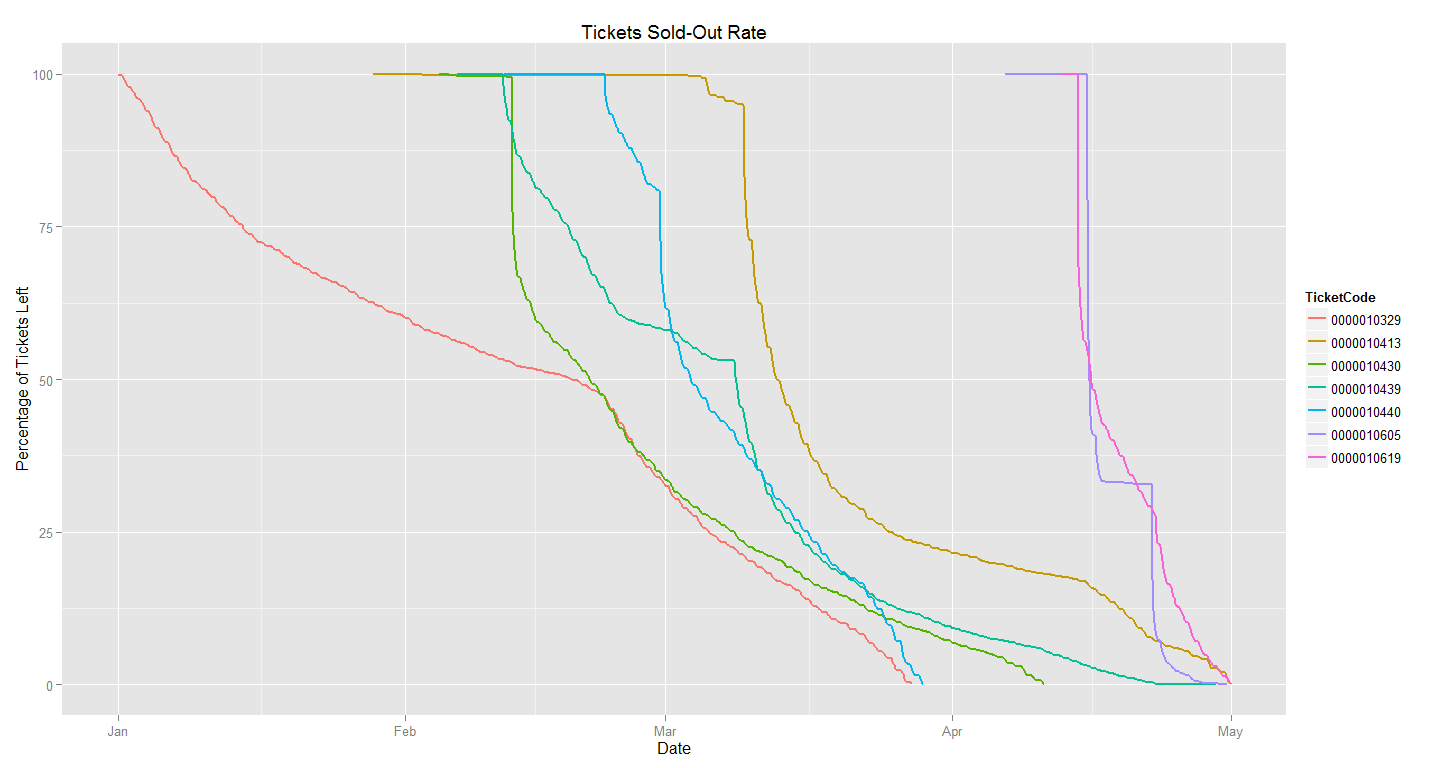 Tickets Sold-Out Rate
Percentage of Tickets Left
100
75
50
25
0
Jan
Feb
Mar
Apr
May
Date
TicketCode
0000010329
0000010413
0000010430
0000010439
0000010440
0000010605
0000010619